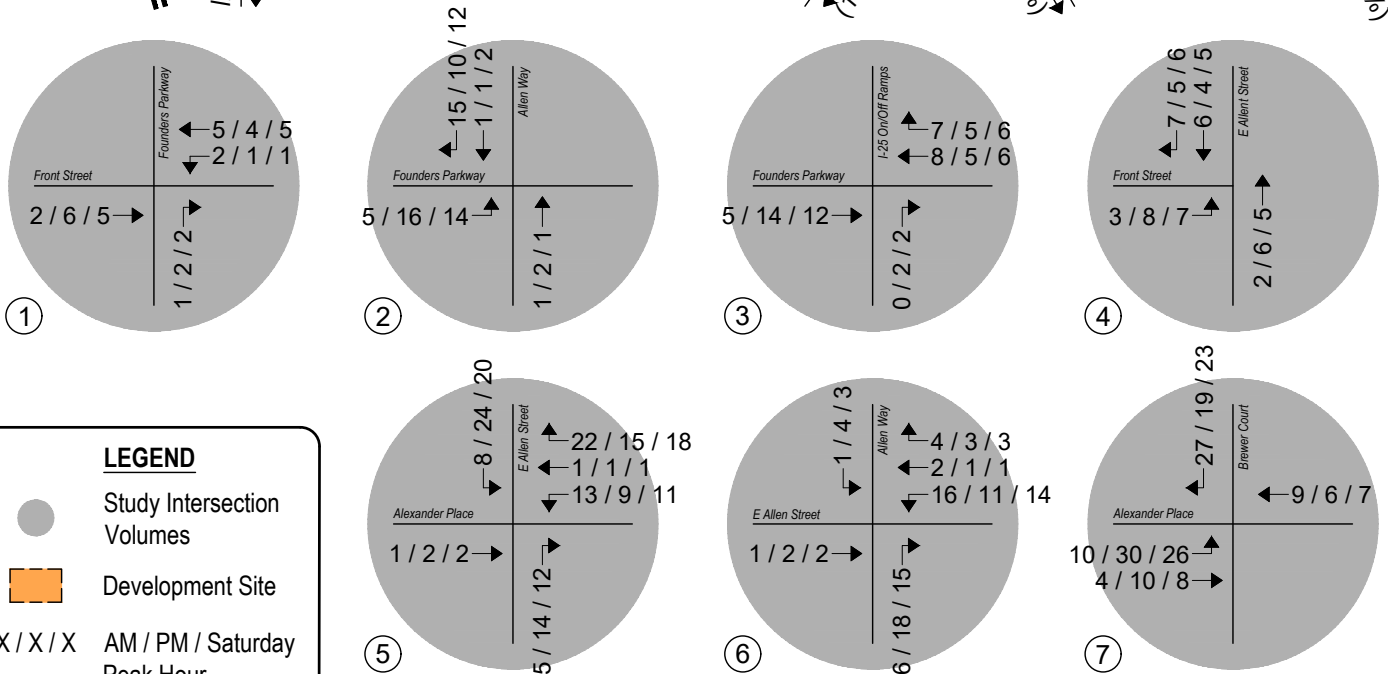 Founders Parkway
5 / 4 / 5
2 / 1 / 1
Front Street
2 / 6 / 5
1 / 2 / 2
1
15 / 10 / 12
1 / 1 / 2
Allen Way
Founders Parkway
5 / 16 / 14
1 / 2 / 1
2
I-25 On/Off Ramps
7 / 5 / 6
8 / 5 / 6
Founders Parkway
5 / 14 / 12
0 / 2 / 2
3
7 / 5 / 6
6 / 4 / 5
E Allent Street
Front Street
3 / 8 / 7
2 / 6 / 5
4
LEGEND
Study Intersection
Volumes
Development Site
X / X / X
AM / PM / Saturday
Peak Hour
8 / 24 / 20
E Allen Street
22 / 15 / 18
1 / 1 / 1
13 / 9 / 11
Alexander Place
1 / 2 / 2
5 / 14 / 12
5
1 / 4 / 3
Allen Way
4 / 3 / 3
2 / 1 / 1
16 / 11 / 14
E Allen Street
1 / 2 / 2
6 / 18 / 15
6
27 / 19 / 23
Brewer Court
9 / 6 / 7
Alexander Place
10 / 30 / 26
4 / 10 / 8
7